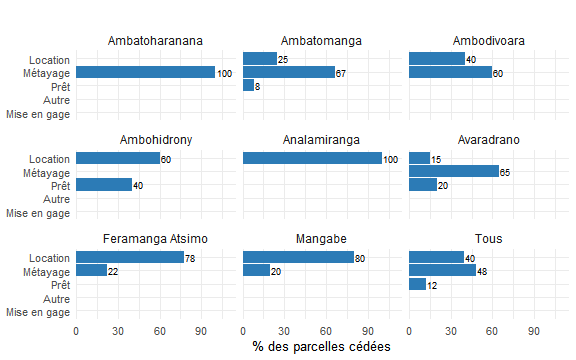 Ambatoharanana Ambatomanga Ambodivoara
Location 25 40
Métayage 100 67 60
Prêt 8
Autre
Mise en gage
Ambohidrony Analamiranga Avaradrano
Location 60 100 15
Métayage 65
Prêt 40 20
Autre
Mise en gage
Feramanga Atsimo Mangabe Tous
Location 78 80 40
Métayage 22 20 48
Prêt 12
Autre
Mise en gage
0 30 60 90 0 30 60 90 0 30 60 90
% des parcelles cédées